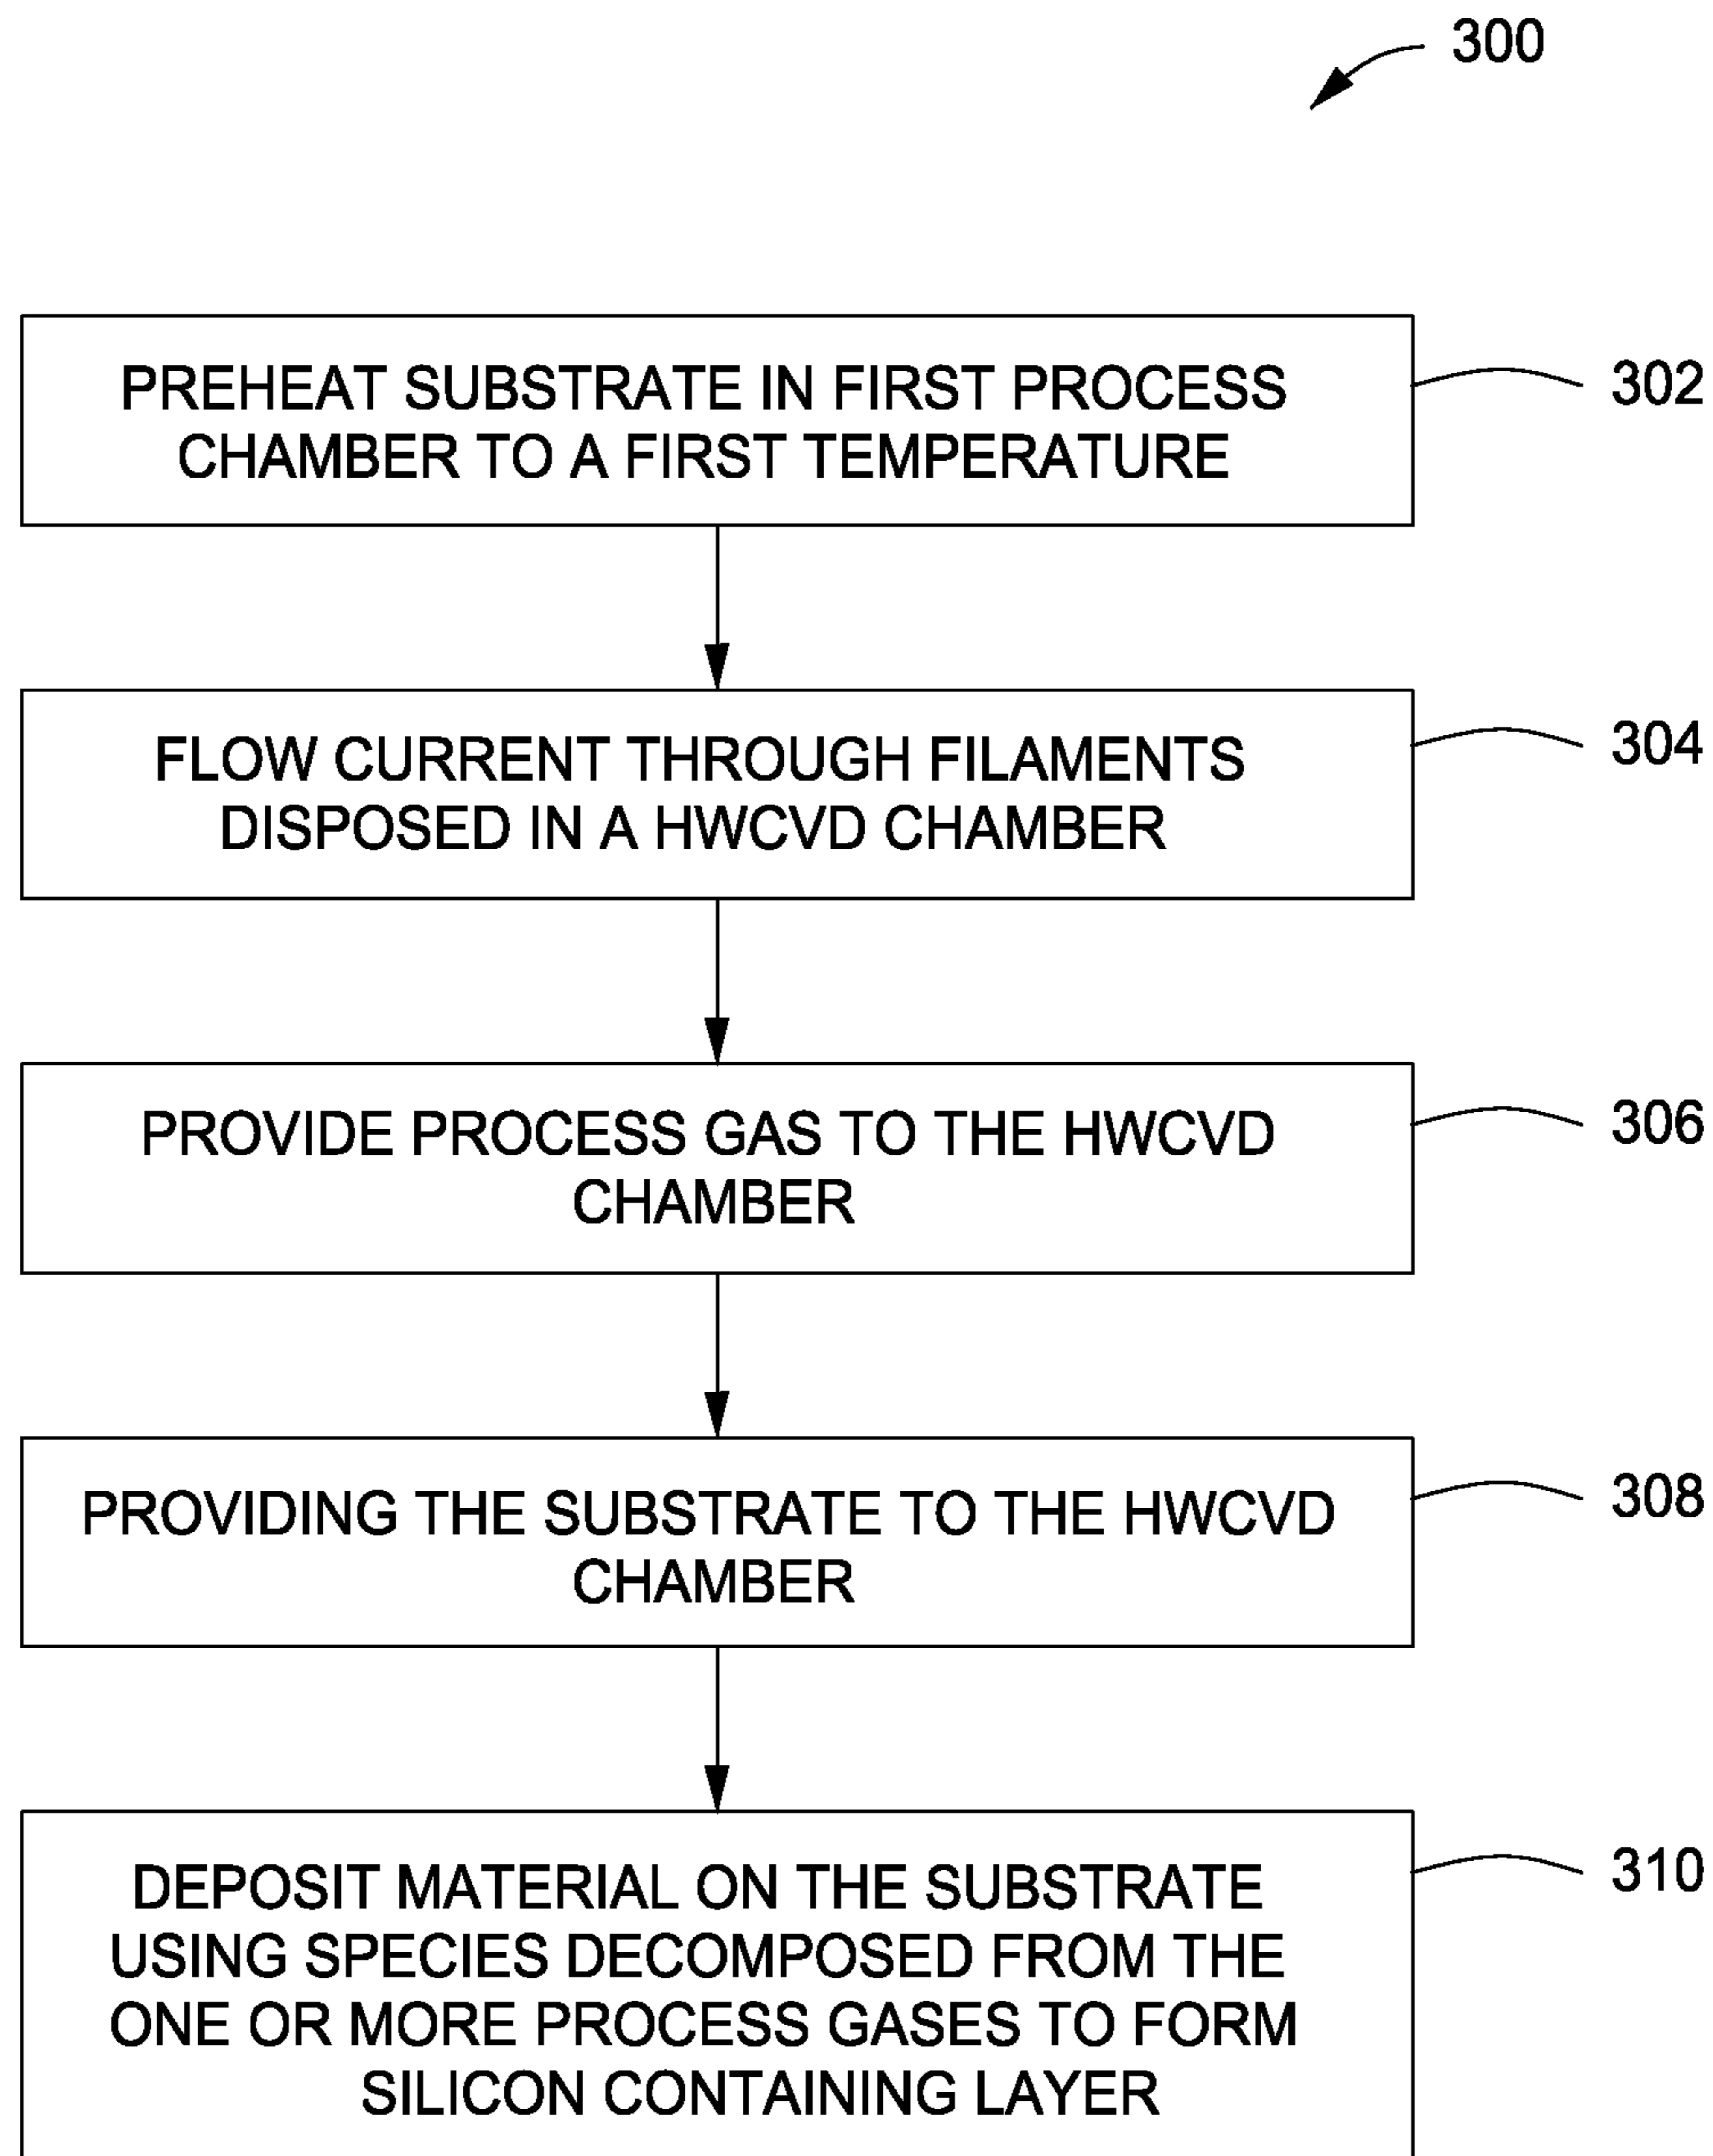 300
PREHEAT SUBSTRATE IN FIRST PROCESS
CHAMBER TO A FIRST TEMPERATURE
302
FLOW CURRENT THROUGH FILAMENTS
DISPOSED IN A HWCVD CHAMBER
304
PROVIDE PROCESS GAS TO THE HWCVD
CHAMBER
306
PROVIDING THE SUBSTRATE TO THE HWCVD
CHAMBER
308
DEPOSIT MATERIAL ON THE SUBSTRATE
USING SPECIES DECOMPOSED FROM THE
ONE OR MORE PROCESS GASES TO FORM
SILICON CONTAINING LAYER
310